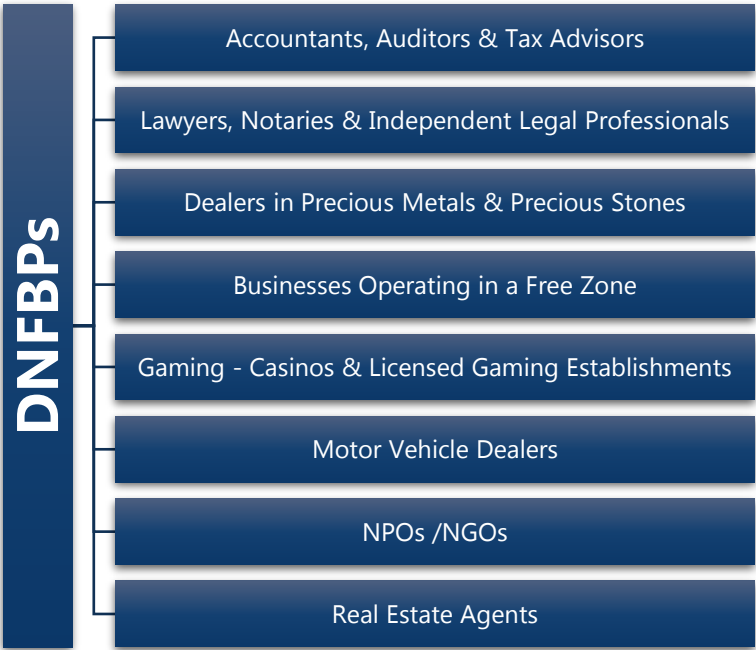 DNFBPs
Accountants, Auditors & Tax Advisors
Lawyers, Notaries & Independent Legal Professionals
Dealers in Precious Metals & Precious Stones
Businesses Operating in a Free Zone
Gaming - Casinos & Licensed Gaming Establishments
Motor Vehicle Dealers
NPOs /NGOs
Real Estate Agents